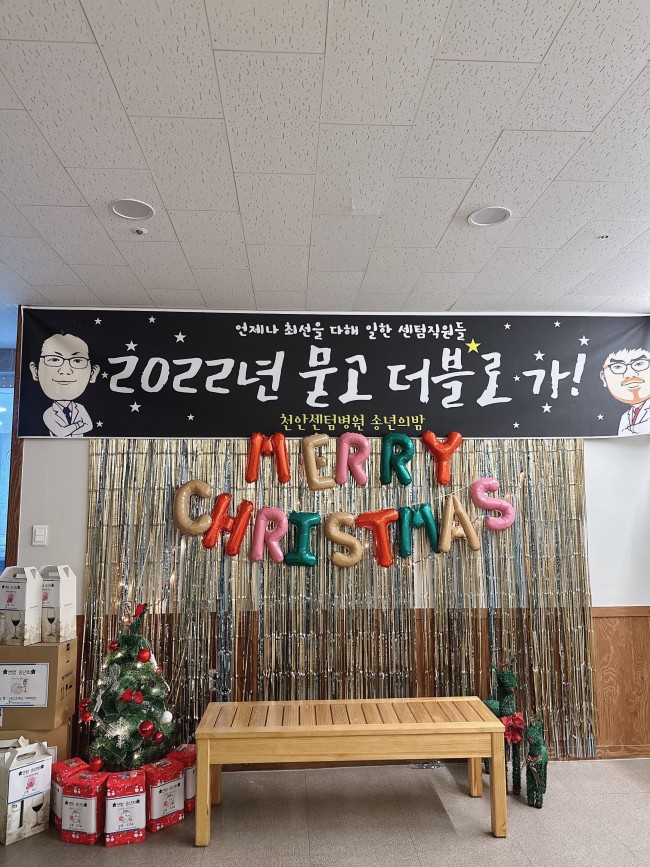 언제나 최선을 다해 일한 센텀직원들
2022년 묻고 더블로 가!
천안센텀병원 송년의밤
MERRY
CHRISTMAS